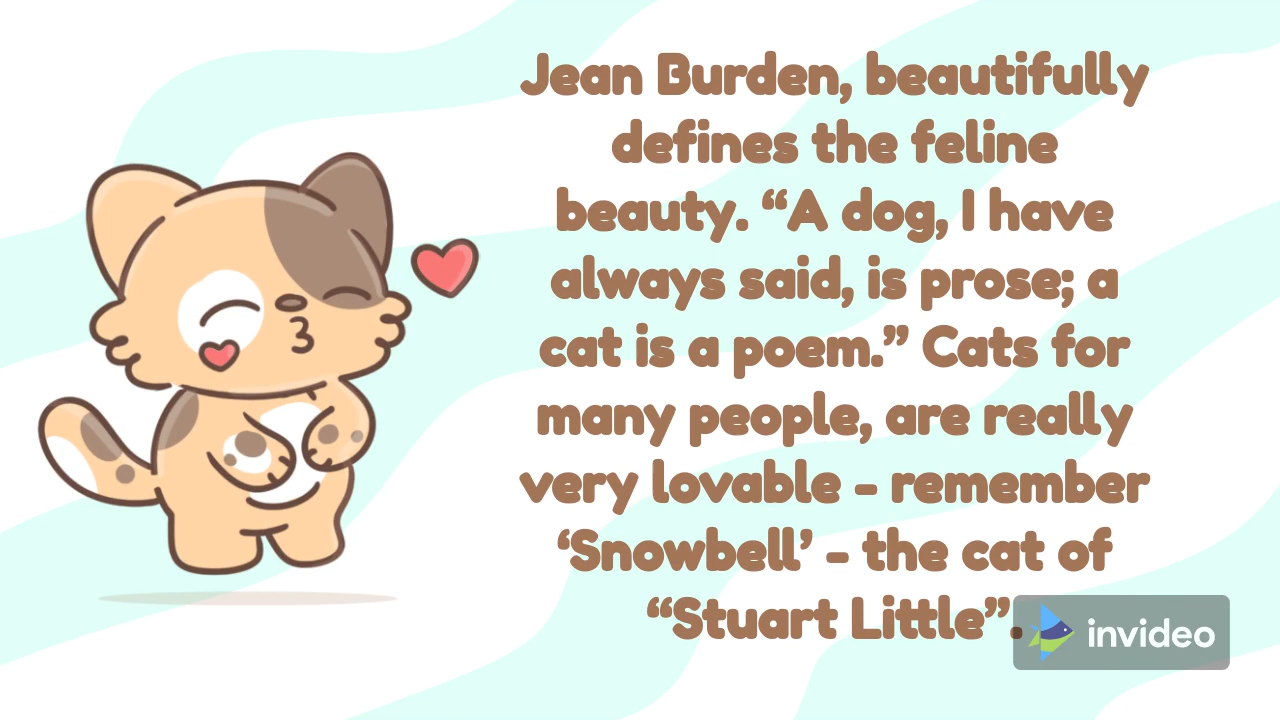 Jean Burden, beautifully
defines the feline
beauty. “A dog, I have
always said, is prose; a
cat is a poem.” Cats for
many people, are really
very lovable - remember
‘Snowbell’ - the cat of
“Stuart Little”.
invideo